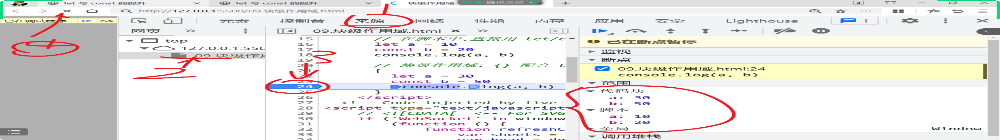 let 与 const 的提升
let 与 const 的提升
块级作用域
腾讯会议
3
http://127.0.0.1:5500/09.块级作用域.html
已在调试程序...
元素
控制台
来源
网络
性能
内存
应用
安全
Lighthouse
1
网页
09.块级作用域.html
top
127.0.0.1:550
09.块级作用
15 // 在脚本中,直接用 let/c
16 let a = 10
17 const b = 20
18 console.log(a, b)
19
20 // 块级作用域: {} 配合 l
21 {
22 let a = 30
23 const b = 50
24 console.log(a, b)
25 }
26 </script>
27 <!-- Code injected by live-
28 <script type="text/javascript
29 // <![CDATA[ <-- For SVG
30 if ('WebSocket' in window
31 (function () {
32 function refreshC
33 var sheets =
34 var head = do
已在断点暂停
监视
断点
09.块级作用域.html:24
console.log(a, b)
范围
代码块
a: 30
b: 50
脚本
a: 10
b: 20
全局 Window
调用堆栈